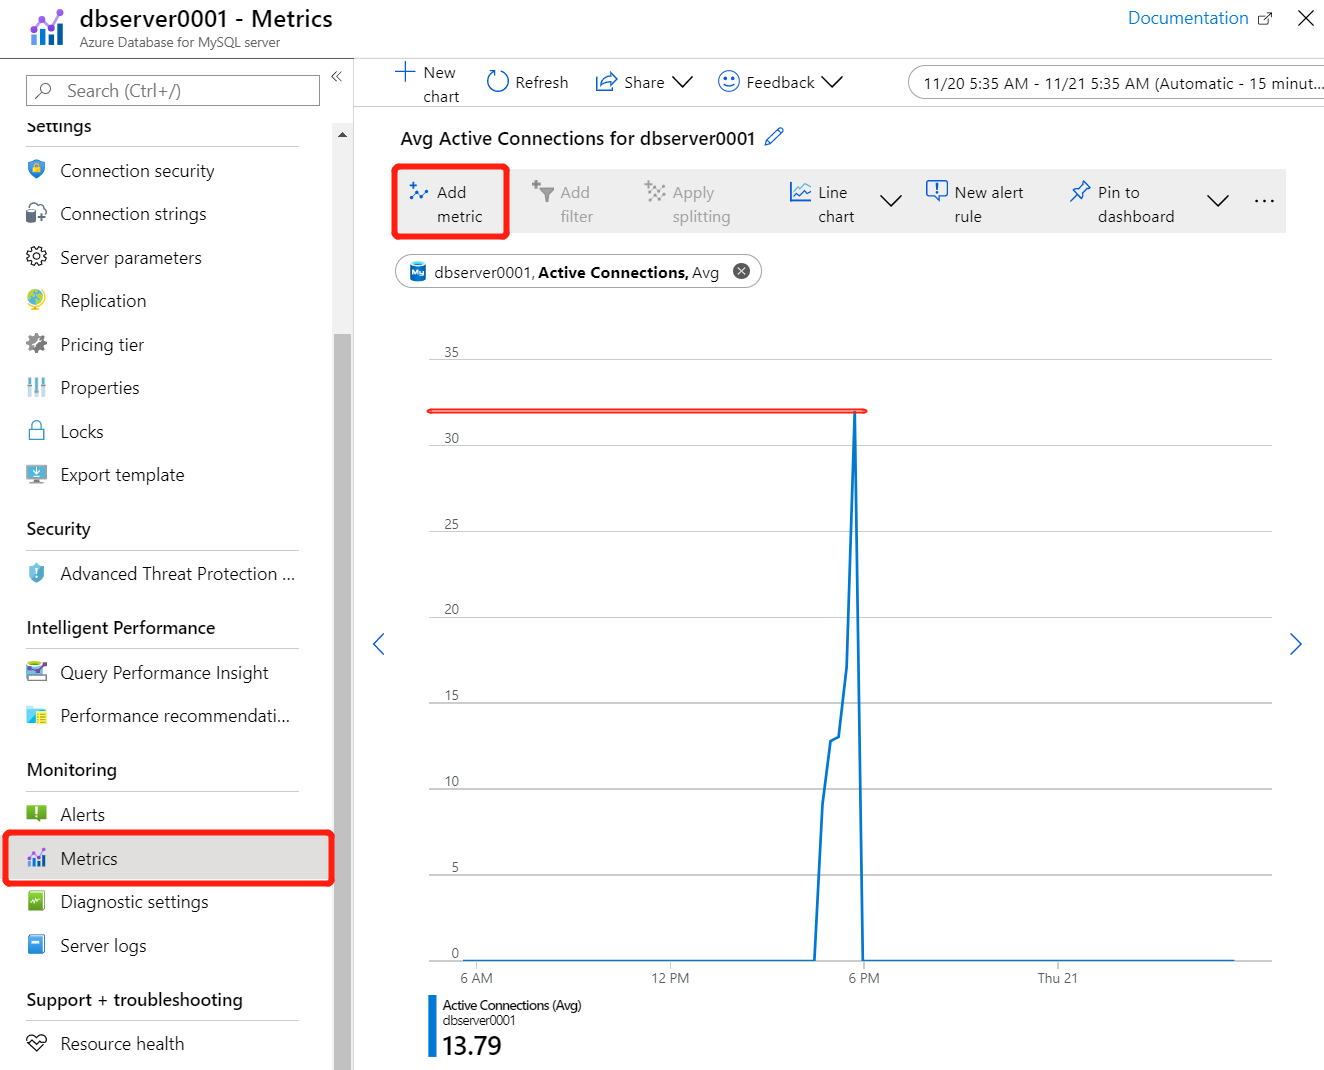 dbserver0001 - Metrics
Azure Database for MySQL server
Documentation
Search (Ctrl+/)
Settings
Connection security
Connection strings
Server parameters
Replication
Pricing tier
Properties
Locks
Export template
Security
Advanced Threat Protection ...
Intelligent Performance
Query Performance Insight
Performance recommendati...
Monitoring
Alerts
Metrics
Diagnostic settings
Server logs
Support + troubleshooting
Resource health
New
chart
Refresh
Share
Feedback
11/20 5:35 AM - 11/21 5:35 AM (Automatic - 15 minut...
Avg Active Connections for dbserver0001
Add
metric
Add
filter
Apply
splitting
Line
chart
New alert
rule
Pin to
dashboard
...
My
dbserver0001, Active Connections, Avg
35
30
25
20
15
10
5
0
6 AM
12 PM
6 PM
Thu 21
Active Connections (Avg)
dbserver0001
13.79